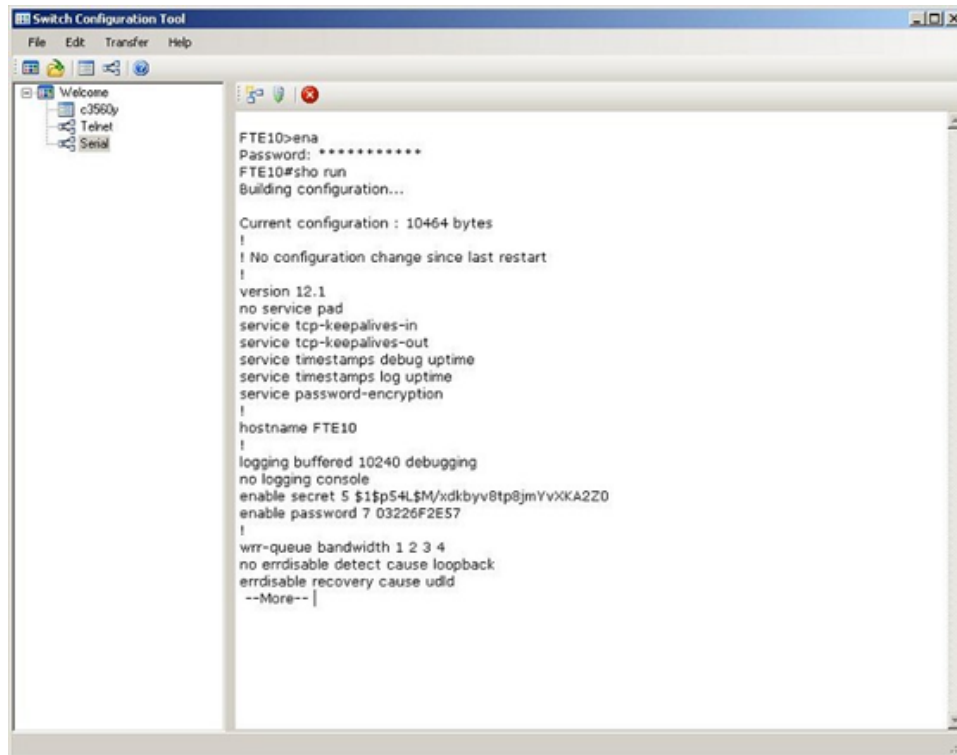 Switch Configuration Tool
File Edit Transfer Help
Welcome
c3560y
Telnet
Serial
FTE10>ena
Password: ***********
FTE10#sho run
Building configuration...
Current configuration : 10464 bytes
!
! No configuration change since last restart
!
version 12.1
no service pad
service tcp-keepalives-in
service tcp-keepalives-out
service timestamps debug uptime
service timestamps log uptime
service password-encryption
!
hostname FTE10
!
logging buffered 10240 debugging
no logging console
enable secret 5 $1$p54L$M/xdkbyv8tp8jmYvXKA2Z0
enable password 7 03226F2E57
!
wrr-queue bandwidth 1 2 3 4
no errdisable detect cause loopback
errdisable recovery cause udld
--More--